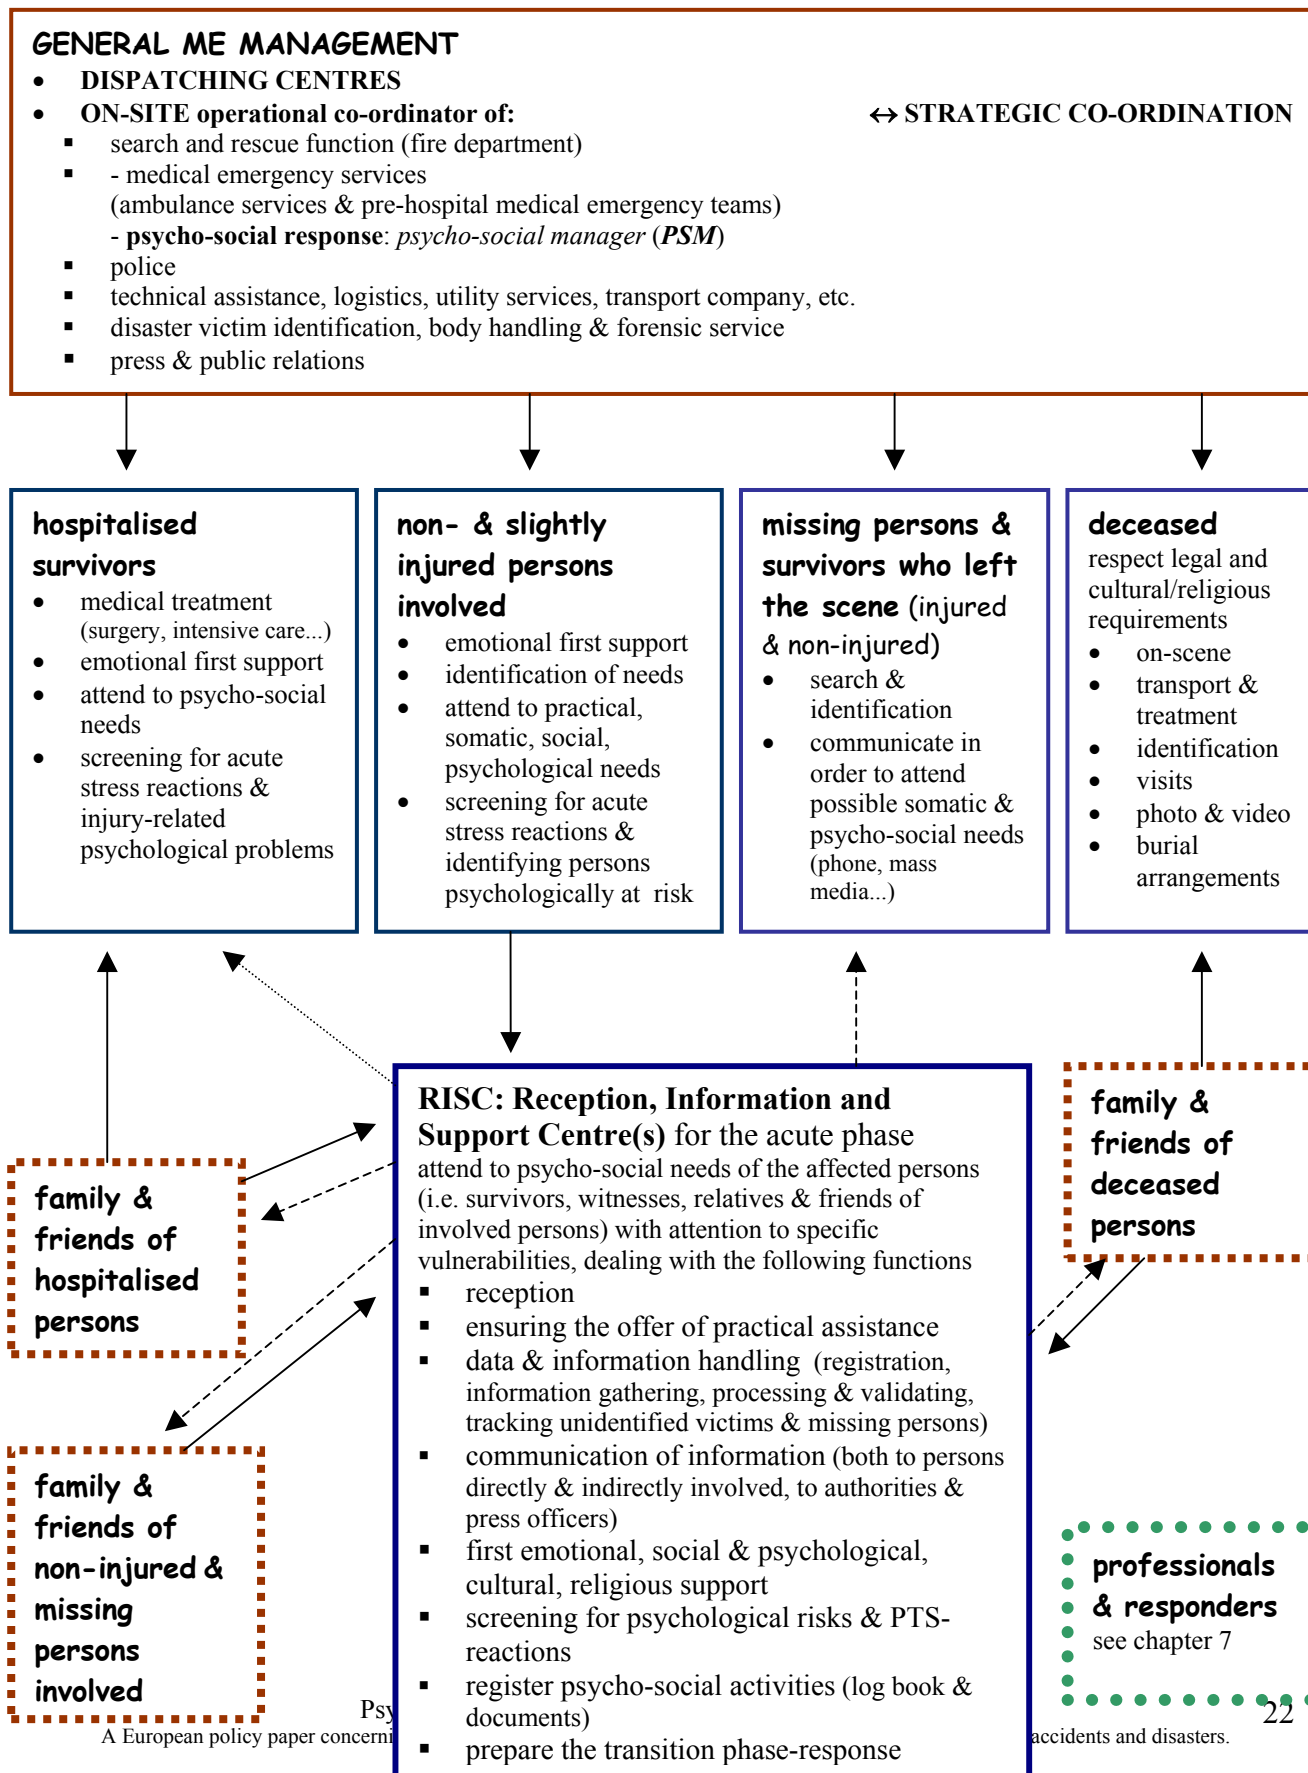 GENERAL ME MANAGEMENT
• DISPATCHING CENTRES
• ON-SITE operational co-ordinator of: ↔ STRATEGIC CO-ORDINATION
▪ search and rescue function (fire department)
▪ - medical emergency services
(ambulance services & pre-hospital medical emergency teams)
- psycho-social response: psycho-social manager (PSM)
▪ police
▪ technical assistance, logistics, utility services, transport company, etc.
▪ disaster victim identification, body handling & forensic service
▪ press & public relations
hospitalised
survivors
• medical treatment
(surgery, intensive care...)
• emotional first support
• attend to psycho-social
needs
• screening for acute
stress reactions &
injury-related
psychological problems
non- & slightly
injured persons
involved
• emotional first support
• identification of needs
• attend to practical,
somatic, social,
psychological needs
• screening for acute
stress reactions &
identifying persons
psychologically at risk
missing persons &
survivors who left
the scene (injured
& non-injured)
• search &
identification
• communicate in
order to attend
possible somatic &
psycho-social needs
(phone, mass
media...)
deceased
respect legal and
cultural/religious
requirements
• on-scene
• transport &
treatment
• identification
• visits
• photo & video
• burial
arrangements
family &
friends of
hospitalised
persons
family &
friends of
non-injured &
missing
persons
involved
RISC: Reception, Information and
Support Centre(s) for the acute phase
attend to psycho-social needs of the affected persons
(i.e. survivors, witnesses, relatives & friends of
involved persons) with attention to specific
vulnerabilities, dealing with the following functions
▪ reception
▪ ensuring the offer of practical assistance
▪ data & information handling (registration,
information gathering, processing & validating,
tracking unidentified victims & missing persons)
▪ communication of information (both to persons
directly & indirectly involved, to authorities &
press officers)
▪ first emotional, social & psychological,
cultural, religious support
▪ screening for psychological risks & PTS-
reactions
▪ register psycho-social activities (log book &
documents)
▪ prepare the transition phase-response
family &
friends of
deceased
persons
professionals
& responders
see chapter 7
Psy 22
A European policy paper concerni accidents and disasters.